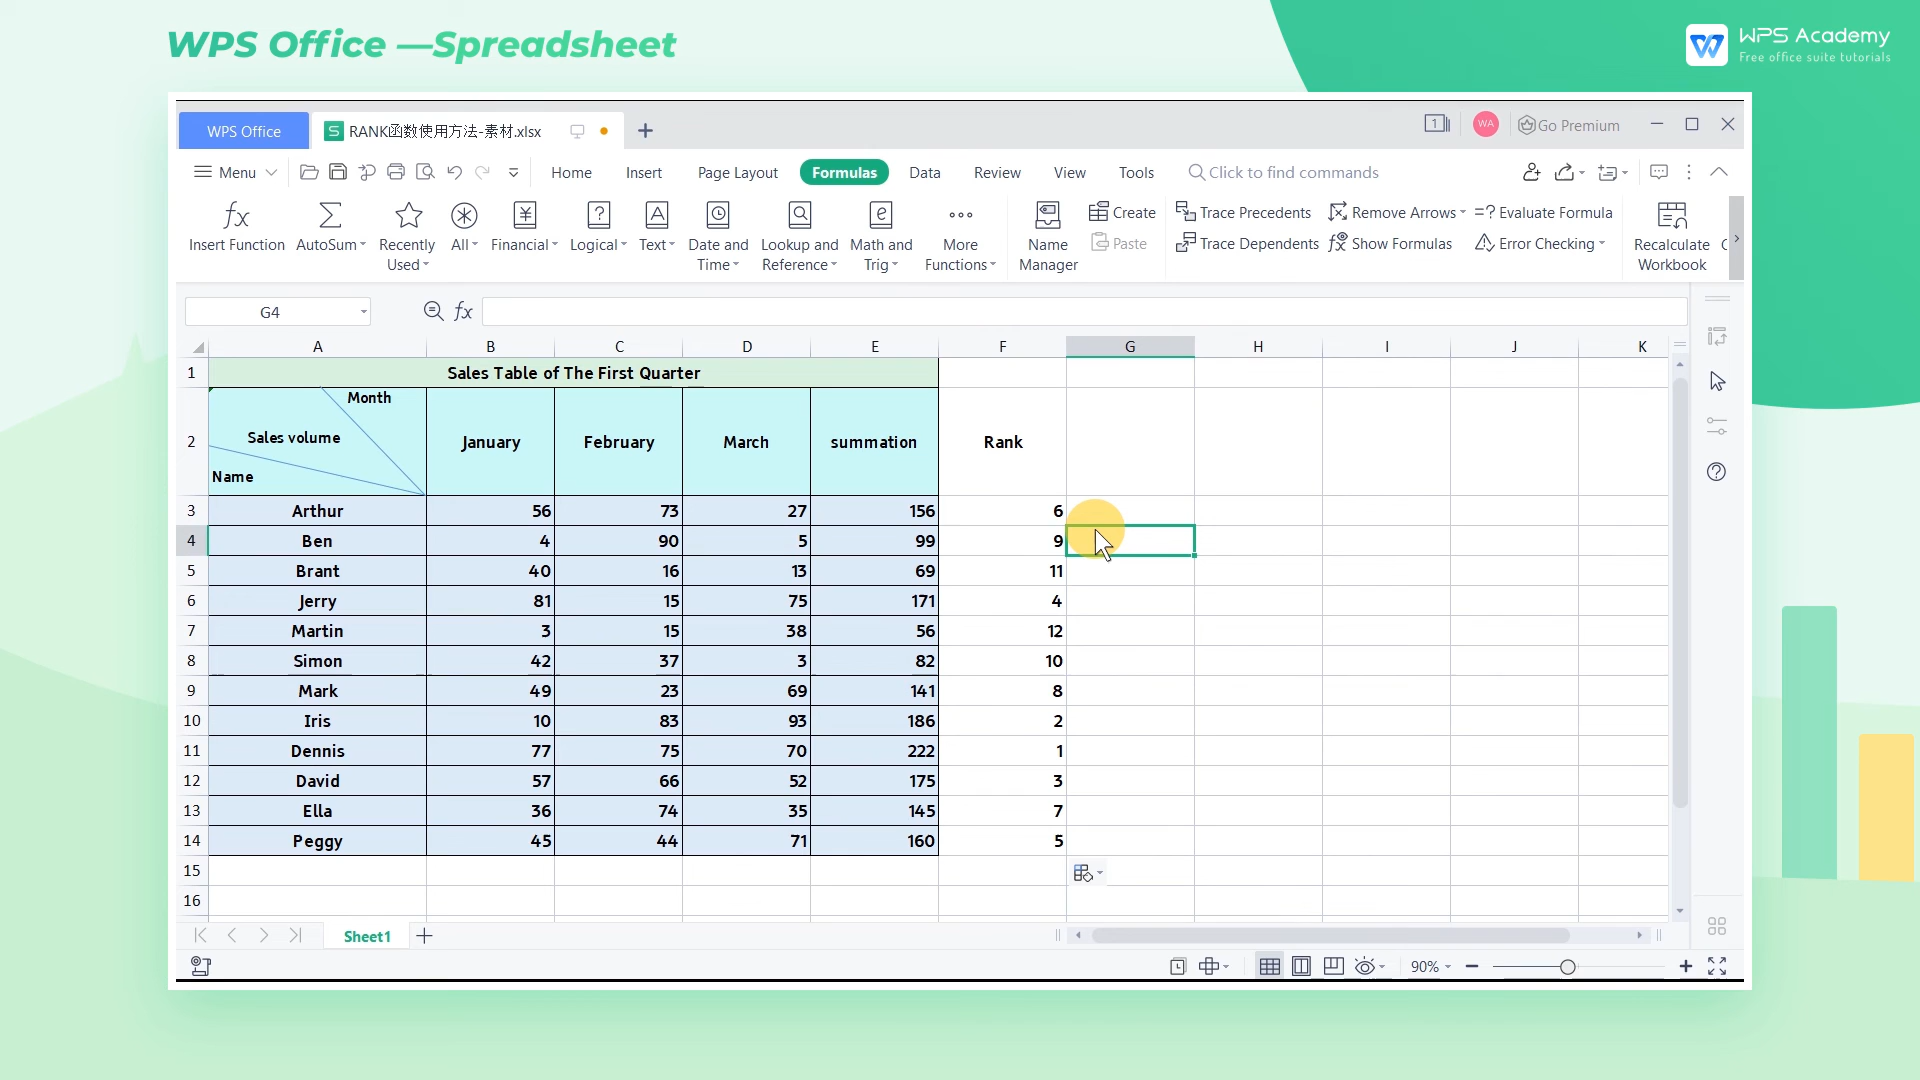 WPS Office —Spreadsheet
WPS Academy
Free office suite tutorials
WPS Office
RANK函数使用方法-素材.xlsx
WA
Go Premium
Menu
Home Insert Page Layout Formulas Data Review View Tools Click to find commands
Insert Function AutoSum Recently Used All Financial Logical Text Date and Time Lookup and Reference Math and Trig More Functions
Name Manager
Create
Paste
Trace Precedents Remove Arrows =? Evaluate Formula
Trace Dependents Show Formulas Error Checking
Recalculate Workbook
G4
A B C D E F G H I J K
1 Sales Table of The First Quarter
Month
2 Sales volume January February March summation Rank
Name
3 Arthur 56 73 27 156 6
4 Ben 4 90 5 99 9
5 Brant 40 16 13 69 11
6 Jerry 81 15 75 171 4
7 Martin 3 15 38 56 12
8 Simon 42 37 3 82 10
9 Mark 49 23 69 141 8
10 Iris 10 83 93 186 2
11 Dennis 77 75 70 222 1
12 David 57 66 52 175 3
13 Ella 36 74 35 145 7
14 Peggy 45 44 71 160 5
15
16
Sheet1
90%